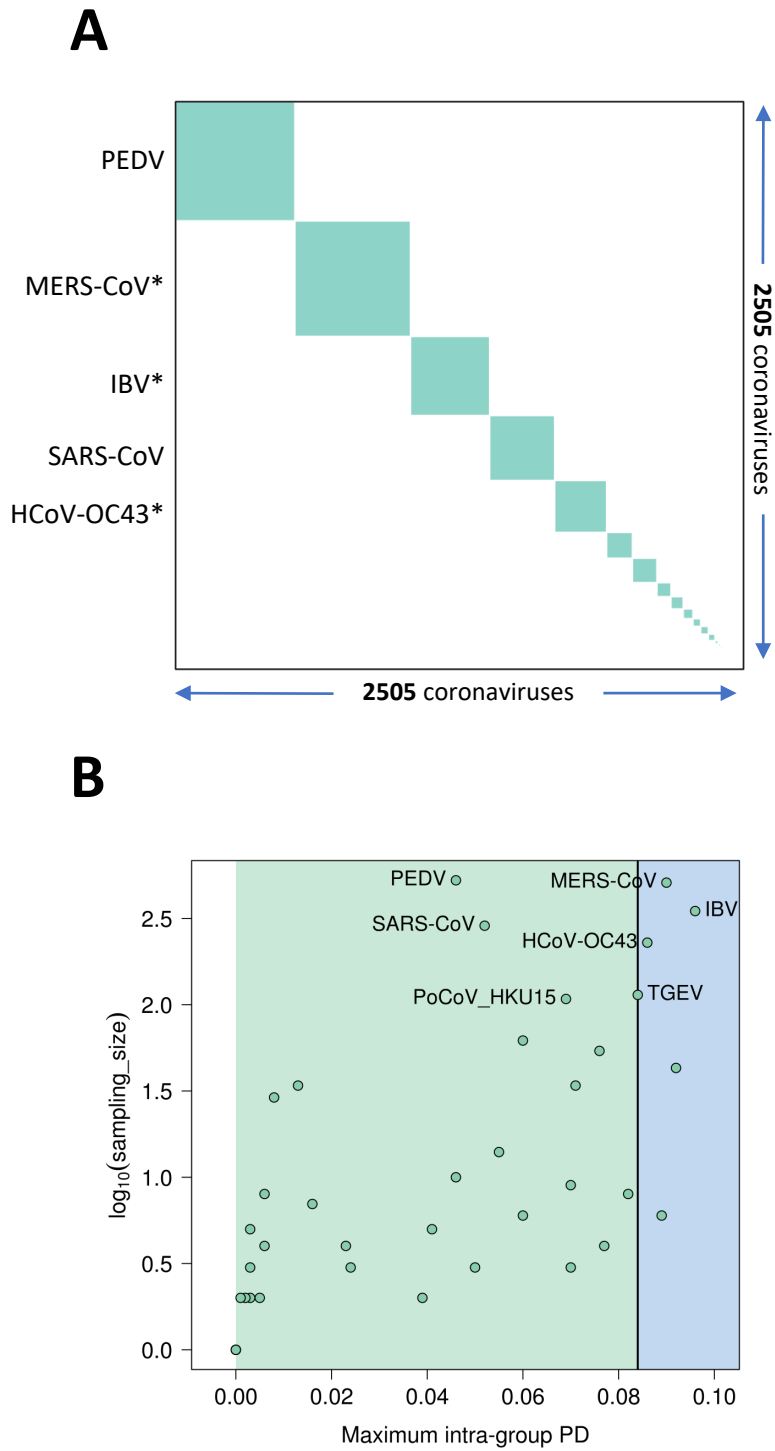 A
PEDV
MERS-CoV*
IBV*
SARS-CoV
HCoV-OC43*
2505 coronaviruses
2505 coronaviruses
B
PEDV
MERS-CoV
IBV
SARS-CoV
HCoV-OC43
PoCoV_HKU15
TGEV
log10(sampling_size)
2.5
2.0
1.5
1.0
0.5
0.0
0.00 0.02 0.04 0.06 0.08 0.10
Maximum intra-group PD